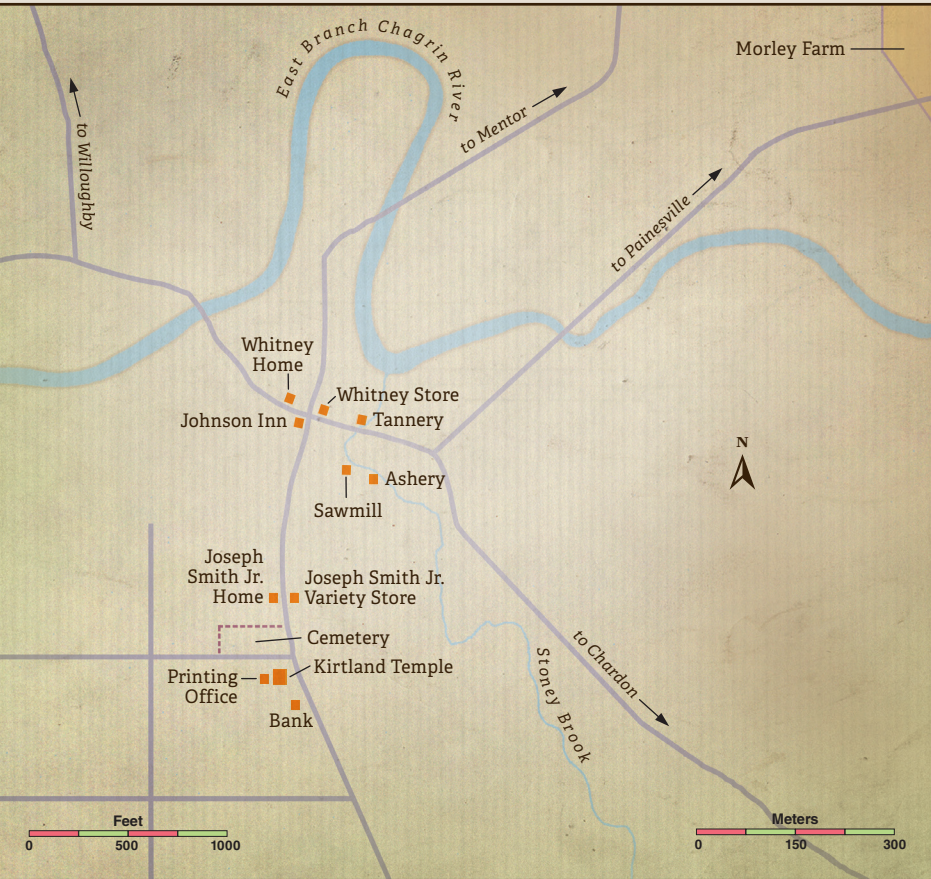 East Branch Chagrin River
Morley Farm
to Mentor
to Willoughby
to Painesville
Whitney
Home
Whitney Store
Johnson Inn
Tannery
N
Ashery
Sawmill
Joseph
Smith Jr.
Home
Joseph Smith Jr.
Variety Store
Cemetery
to Chardon
Stoney Brook
Kirtland Temple
Printing
Office
Bank
Feet
0 500 1000
Meters
0 150 300